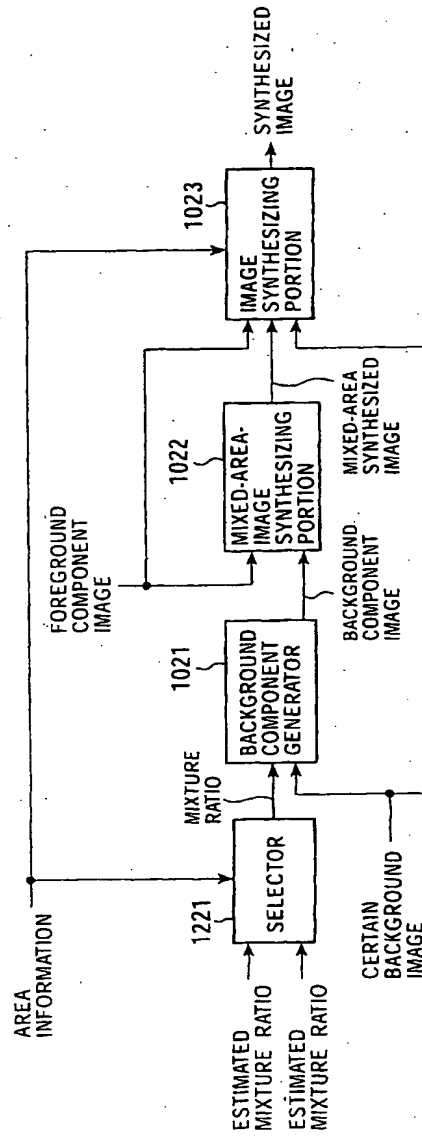 AREA
INFORMATION
ESTIMATED
MIXTURE RATIO
ESTIMATED
MIXTURE RATIO
1221
SELECTOR
MIXTURE
RATIO
CERTAIN
BACKGROUND
IMAGE
1021
BACKGROUND
COMPONENT
GENERATOR
BACKGROUND
COMPONENT
IMAGE
FOREGROUND
COMPONENT
IMAGE
1022
MIXED-AREA-
IMAGE
SYNTHESIZING
PORTION
MIXED-AREA
SYNTHESIZED
IMAGE
1023
IMAGE
SYNTHESIZING
PORTION
SYNTHESIZED
IMAGE